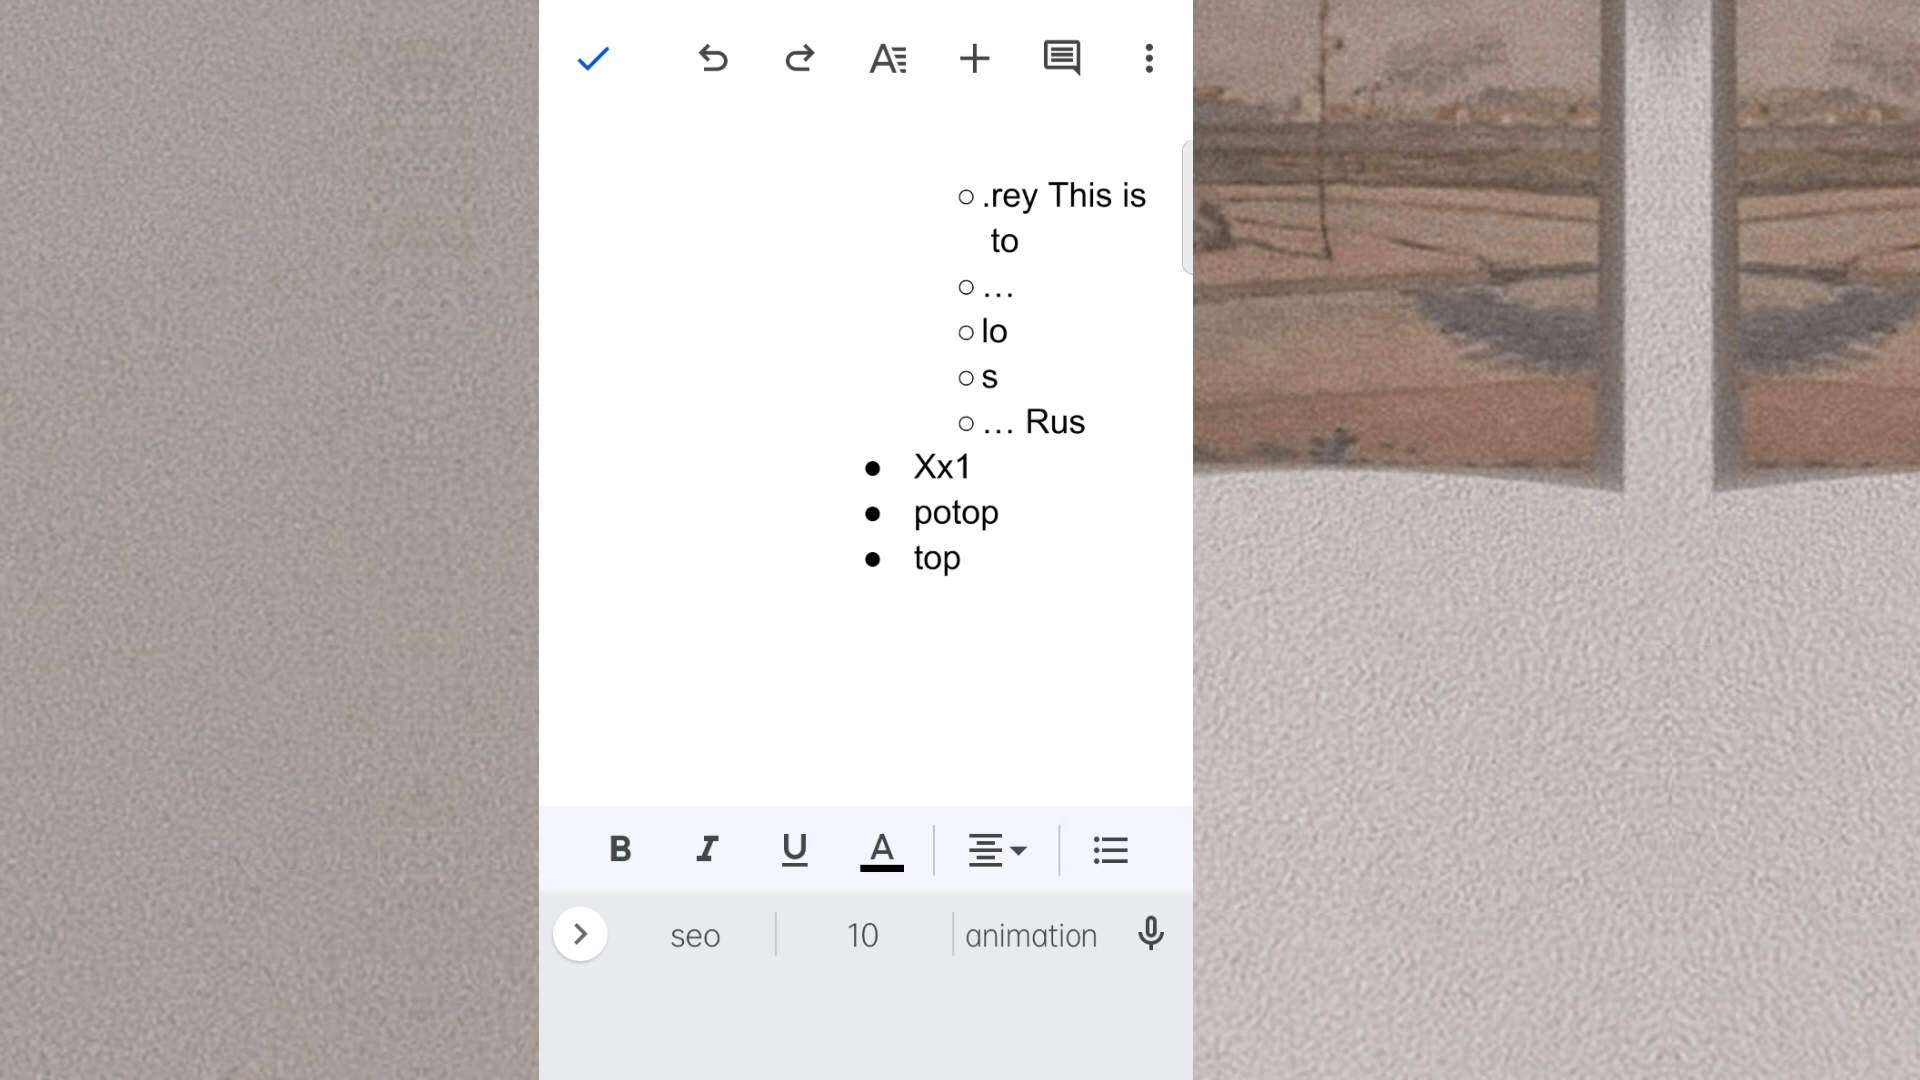 .rey This is
to
...
lo
s
... Rus
Xx1
potop
top
B I U A
seo 10 animation